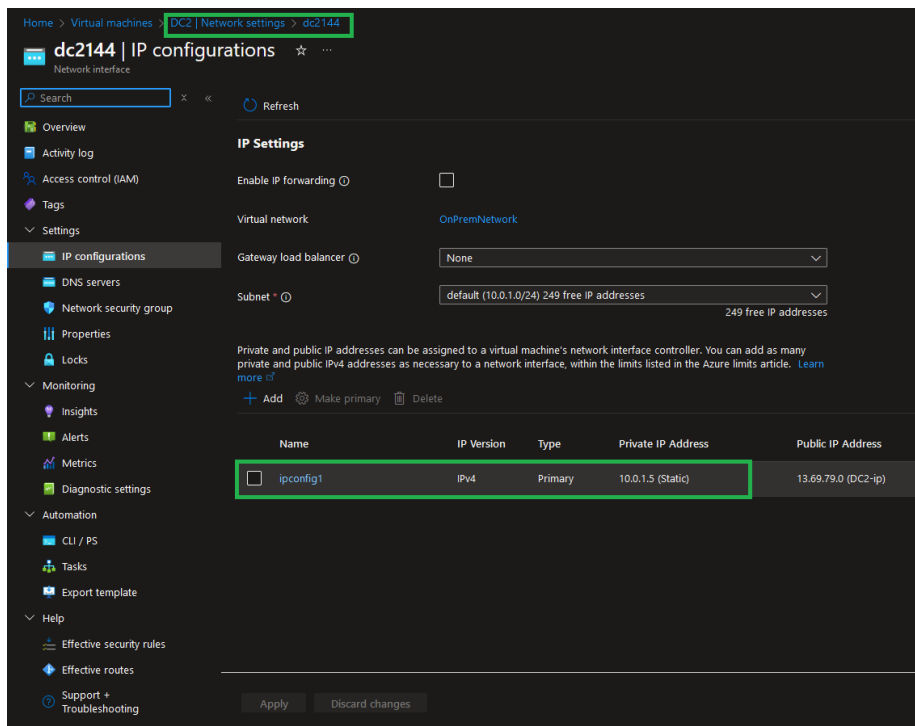 Home > Virtual machines > DC2 | Network settings > dc2144
dc2144 | IP configurations ☆ ...
Network interface
Search
Refresh
Overview
Activity log
Access control (IAM)
Tags
Settings
IP configurations
DNS servers
Network security group
Properties
Locks
Monitoring
Insights
Alerts
Metrics
Diagnostic settings
Automation
CLI / PS
Tasks
Export template
Help
Effective security rules
Effective routes
Support +
Troubleshooting
IP Settings
Enable IP forwarding
Virtual network OnPremNetwork
Gateway load balancer None
Subnet * default (10.0.1.0/24) 249 free IP addresses
249 free IP addresses
Private and public IP addresses can be assigned to a virtual machine's network interface controller. You can add as many
private and public IPv4 addresses as necessary to a network interface, within the limits listed in the Azure limits article. Learn
more
Add Make primary Delete
Name IP Version Type Private IP Address Public IP Address
ipconfig1 IPv4 Primary 10.0.1.5 (Static) 13.69.79.0 (DC2-ip)
Apply Discard changes